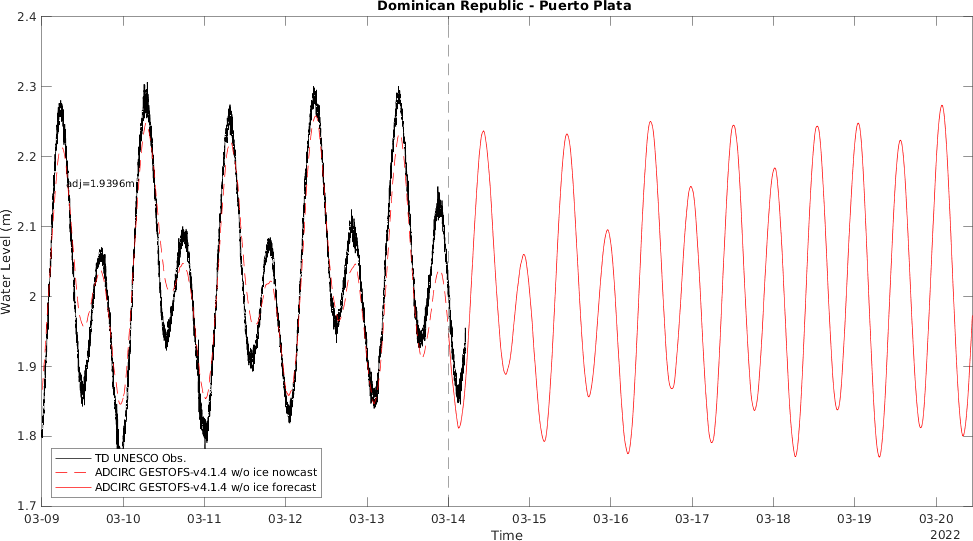 Dominican Republic - Puerto Plata
2.4
2.3
2.2
2.1
2
1.9
1.8
1.7
Water Level (m)
adj=1.9396m
TD UNESCO Obs.
ADCIRC GESTOFS-v4.1.4 w/o ice nowcast
ADCIRC GESTOFS-v4.1.4 w/o ice forecast
03-09 03-10 03-11 03-12 03-13 03-14 03-15 03-16 03-17 03-18 03-19 03-20
2022
Time